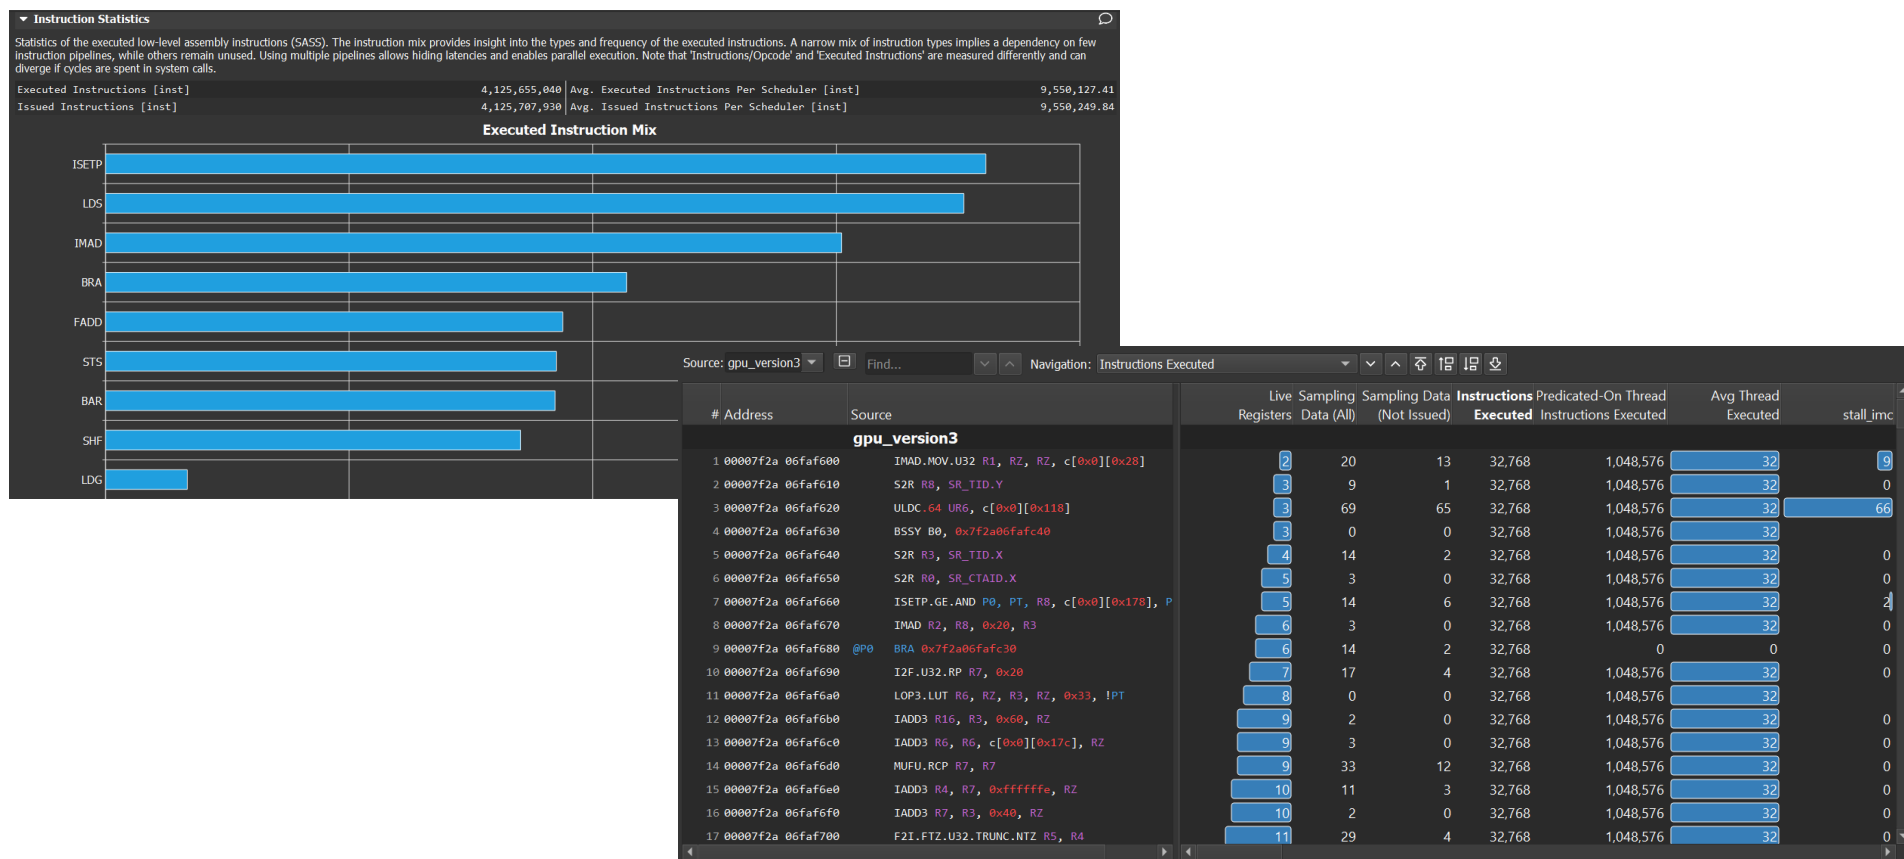 Instruction Statistics
Statistics of the executed low-level assembly instructions (SASS). The instruction mix provides insight into the types and frequency of the executed instructions. A narrow mix of instruction types implies a dependency on few
instruction pipelines, while others remain unused. Using multiple pipelines allows hiding latencies and enables parallel execution. Note that 'Instructions/Opcode' and 'Executed Instructions' are measured differently and can
diverge if cycles are spent in system calls.
Executed Instructions [inst] 4,125,655,040 Avg. Executed Instructions Per Scheduler [inst] 9,550,127.41
Issued Instructions [inst] 4,125,707,930 Avg. Issued Instructions Per Scheduler [inst] 9,550,249.84
Executed Instruction Mix
ISETP
LDS
IMAD
BRA
FADD
STS
BAR
SHF
LDG
Source: gpu_version3 Find... Navigation: Instructions Executed
Live Sampling Sampling Data Instructions Predicated-On Thread Avg Thread
# Address Source Registers Data (All) (Not Issued) Executed Instructions Executed Executed stall_imc
gpu_version3
1 00007f2a 06faf600 IMAD.MOV.U32 R1, RZ, RZ, c[0x0][0x28] 2 20 13 32,768 1,048,576 32 9
2 00007f2a 06faf610 S2R R8, SR_TID.Y 3 9 1 32,768 1,048,576 32 0
3 00007f2a 06faf620 ULDC.64 UR6, c[0x0][0x118] 3 69 65 32,768 1,048,576 32 66
4 00007f2a 06faf630 BSSY B0, 0x7f2a06fafc40 3 0 0 32,768 1,048,576 32
5 00007f2a 06faf640 S2R R3, SR_TID.X 4 14 2 32,768 1,048,576 32 0
6 00007f2a 06faf650 S2R R0, SR_CTAID.X 5 3 0 32,768 1,048,576 32 0
7 00007f2a 06faf660 ISETP.GE.AND P0, PT, R8, c[0x0][0x178], P 5 14 6 32,768 1,048,576 32 2
8 00007f2a 06faf670 IMAD R2, R8, 0x20, R3 6 3 0 32,768 1,048,576 32 0
9 00007f2a 06faf680 @P0 BRA 0x7f2a06fafc30 6 14 2 32,768 0 0 0
10 00007f2a 06faf690 I2F.U32.RP R7, 0x20 7 17 4 32,768 1,048,576 32 0
11 00007f2a 06faf6a0 LOP3.LUT R6, RZ, R3, RZ, 0x33, !PT 8 0 0 32,768 1,048,576 32
12 00007f2a 06faf6b0 IADD3 R16, R3, 0x60, RZ 9 2 0 32,768 1,048,576 32 0
13 00007f2a 06faf6c0 IADD3 R6, R6, c[0x0][0x17c], RZ 9 3 0 32,768 1,048,576 32 0
14 00007f2a 06faf6d0 MUFU.RCP R7, R7 9 33 12 32,768 1,048,576 32 0
15 00007f2a 06faf6e0 IADD3 R4, R7, 0xffffffe, RZ 10 11 3 32,768 1,048,576 32 0
16 00007f2a 06faf6f0 IADD3 R7, R3, 0x40, RZ 10 2 0 32,768 1,048,576 32 0
17 00007f2a 06faf700 F2I.FTZ.U32.TRUNC.NTZ R5, R4 11 29 4 32,768 1,048,576 32 0